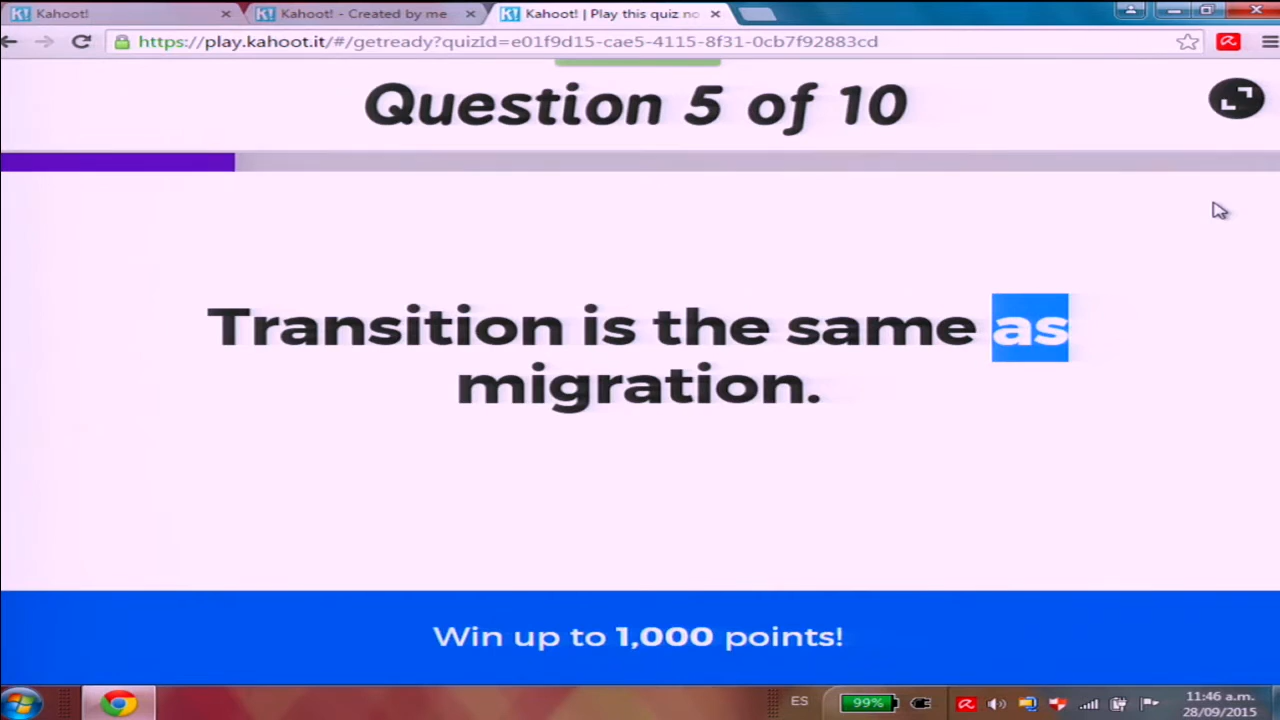 K! Kahoot!
K! Kahoot! - Created by me
K! Kahoot! | Play this quiz no
https://play.kahoot.it/#/getready?quizId=e01f9d15-cae5-4115-8f31-0cb7f92883cd
Question 5 of 10
Transition is the same as
migration.
Win up to 1,000 points!
ES
99%
11:46 a.m.
28/09/2015